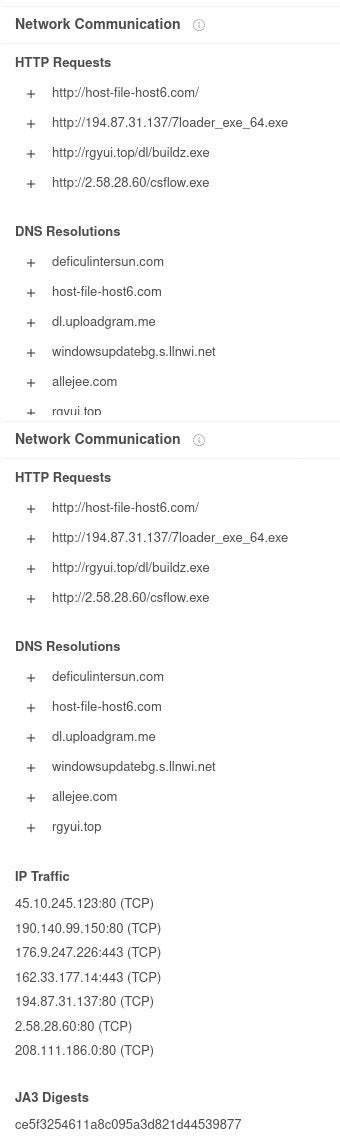 Network Communication
HTTP Requests
+ http://host-file-host6.com/
+ http://194.87.31.137/7loader_exe_64.exe
+ http://rgyui.top/dl/buildz.exe
+ http://2.58.28.60/csflow.exe
DNS Resolutions
+ deficulintersun.com
+ host-file-host6.com
+ dl.uploadgram.me
+ windowsupdatebg.s.llnwi.net
+ allejee.com
+ rgyui.top
Network Communication
HTTP Requests
+ http://host-file-host6.com/
+ http://194.87.31.137/7loader_exe_64.exe
+ http://rgyui.top/dl/buildz.exe
+ http://2.58.28.60/csflow.exe
DNS Resolutions
+ deficulintersun.com
+ host-file-host6.com
+ dl.uploadgram.me
+ windowsupdatebg.s.llnwi.net
+ allejee.com
+ rgyui.top
IP Traffic
45.10.245.123:80 (TCP)
190.140.99.150:80 (TCP)
176.9.247.226:443 (TCP)
162.33.177.14:443 (TCP)
194.87.31.137:80 (TCP)
2.58.28.60:80 (TCP)
208.111.186.0:80 (TCP)
JA3 Digests
ce5f3254611a8c095a3d821d44539877